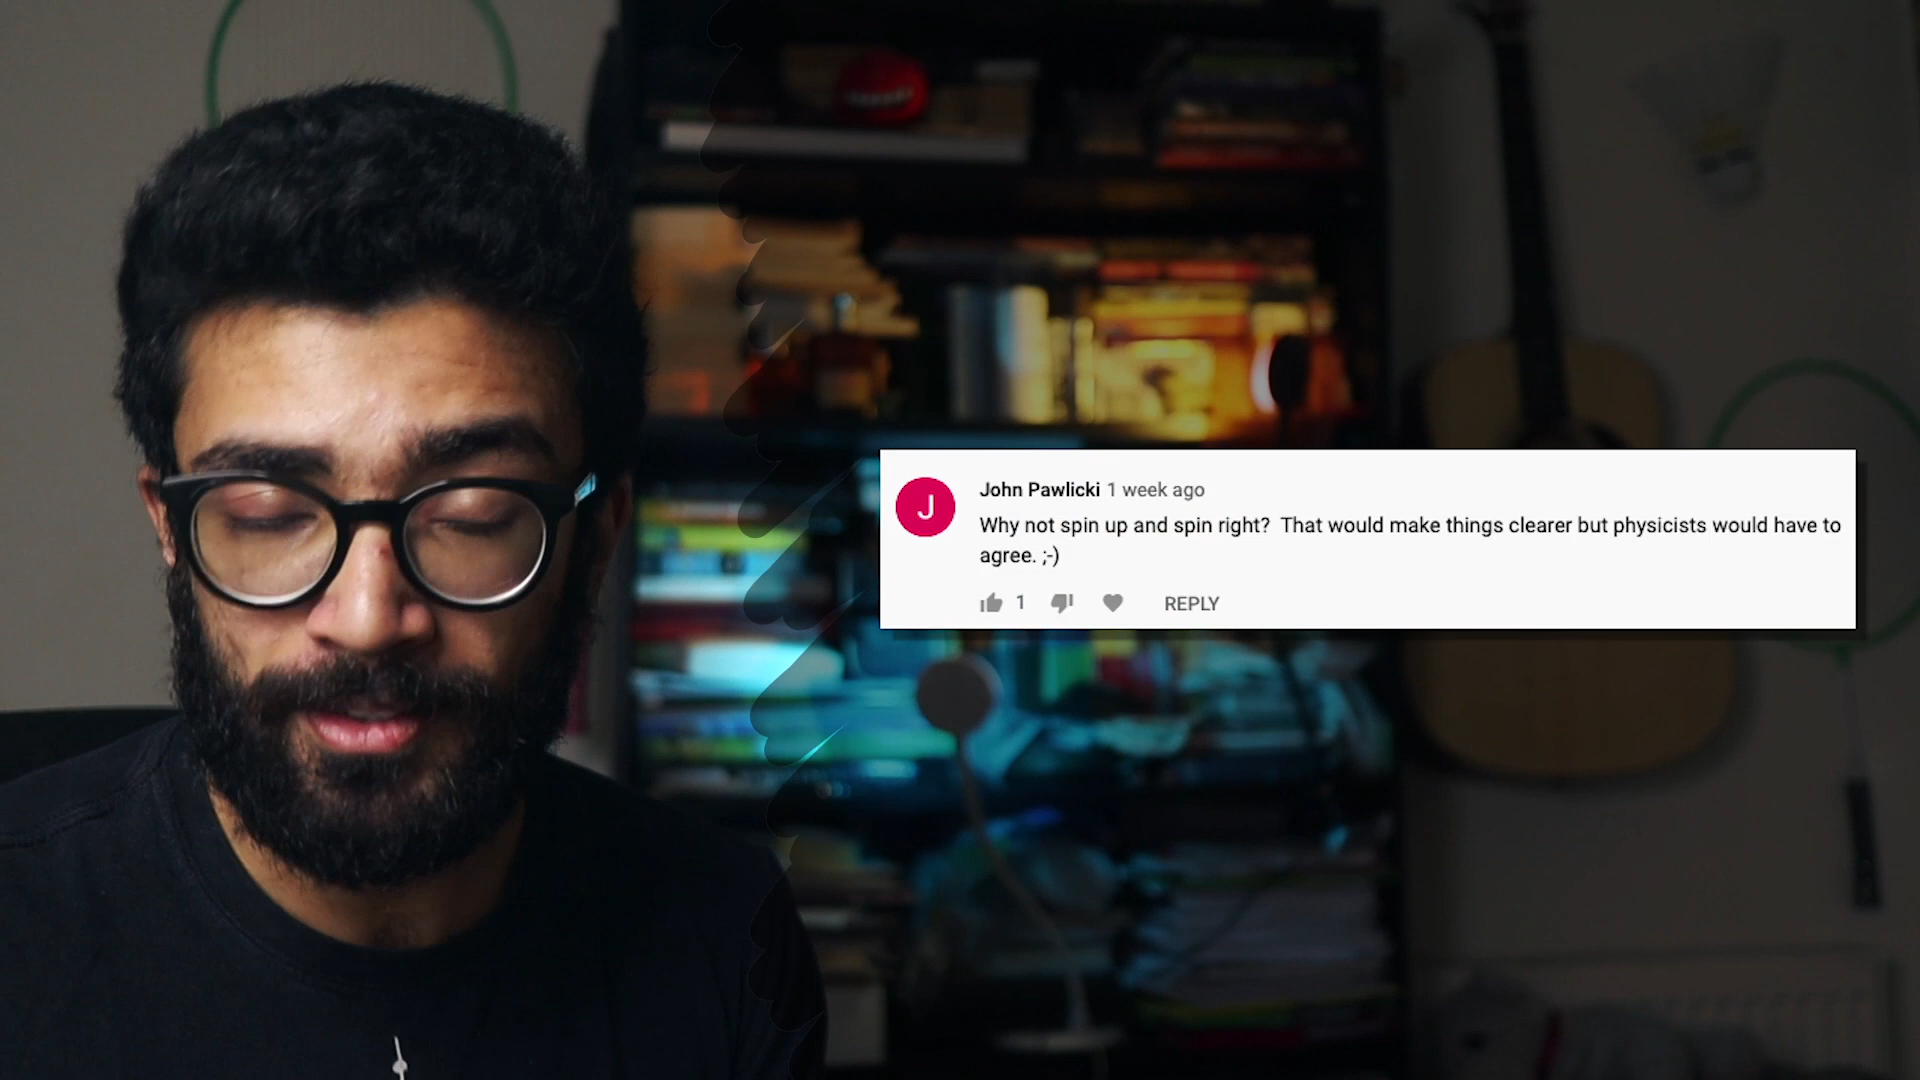 J
John Pawlicki 1 week ago
Why not spin up and spin right?  That would make things clearer but physicists would have to
agree. ;-)
1
REPLY